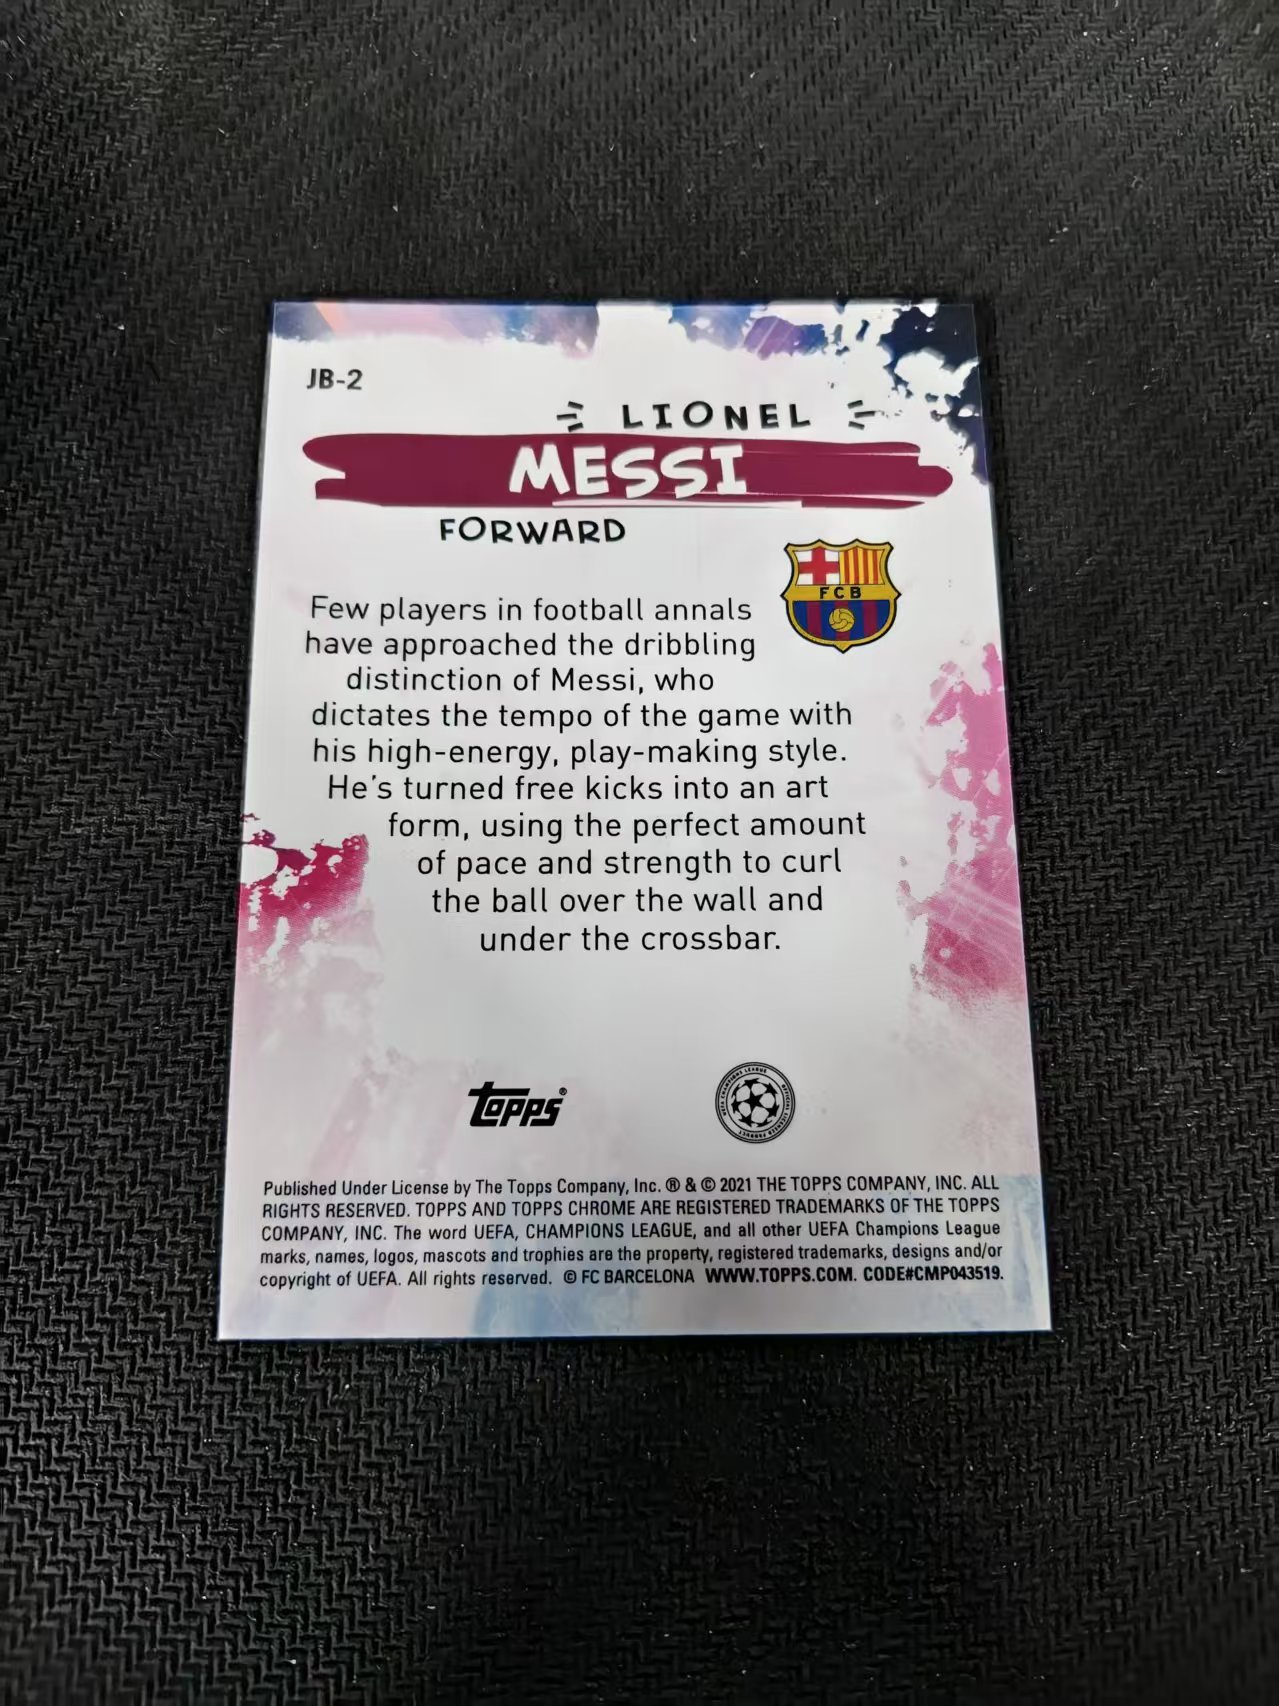 JB-2
LIONEL
MESSI
FORWARD
FCB
Few players in football annals
have approached the dribbling
distinction of Messi, who
dictates the tempo of the game with
his high-energy, play-making style.
He's turned free kicks into an art
form, using the perfect amount
of pace and strength to curl
the ball over the wall and
under the crossbar.
Topps®
UEFA CHAMPIONS LEAGUE OFFICIAL LICENSED PRODUCT
Published Under License by The Topps Company, Inc. ® & © 2021 THE TOPPS COMPANY, INC. ALL
RIGHTS RESERVED. TOPPS AND TOPPS CHROME ARE REGISTERED TRADEMARKS OF THE TOPPS
COMPANY, INC. The word UEFA, CHAMPIONS LEAGUE, and all other UEFA Champions League
marks, names, logos, mascots and trophies are the property, registered trademarks, designs and/or
copyright of UEFA. All rights reserved. © FC BARCELONA WWW.TOPPS.COM. CODE#CMP043519.